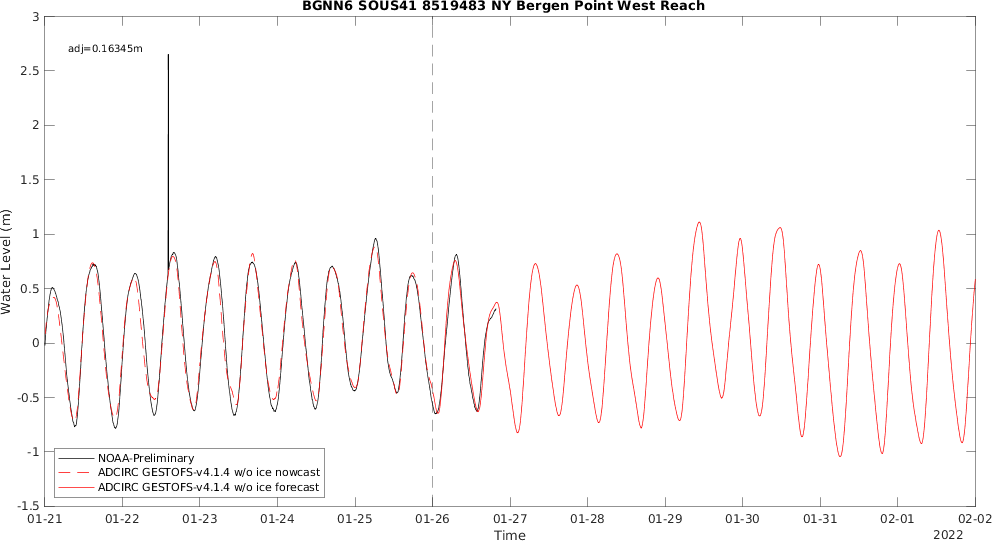 BGNN6 SOUS41 8519483 NY Bergen Point West Reach
adj=0.16345m
3
2.5
2
1.5
1
0.5
0
-0.5
-1
-1.5
Water Level (m)
NOAA-Preliminary
ADCIRC GESTOFS-v4.1.4 w/o ice nowcast
ADCIRC GESTOFS-v4.1.4 w/o ice forecast
01-21 01-22 01-23 01-24 01-25 01-26 01-27 01-28 01-29 01-30 01-31 02-01 02-02
Time
2022